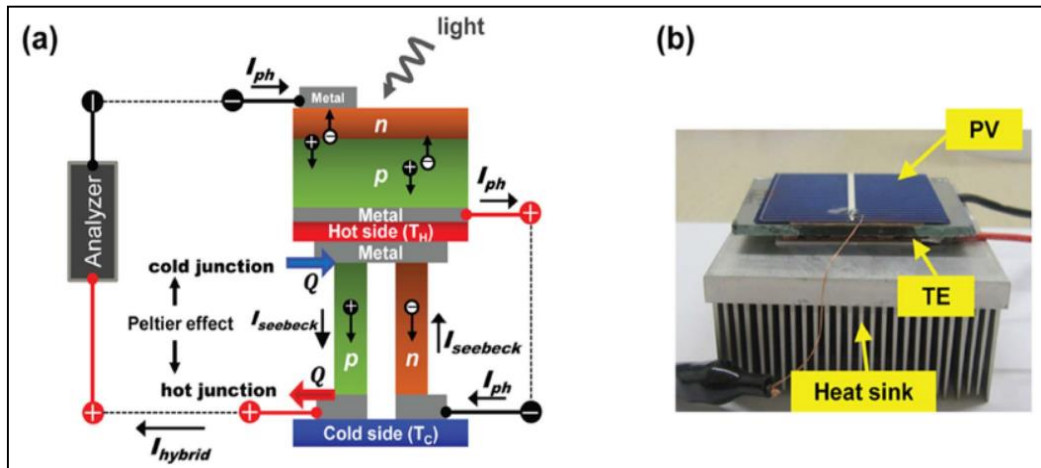 (a)
light
I_ph
Metal
n
p
I_ph
Metal
Hot side (T_H)
Metal
Analyzer
cold junction
Q
Peltier effect
I_seebeck
I_seebeck
p
n
hot junction
Q
I_ph
Cold side (T_C)
I_hybrid
(b)
PV
TE
Heat sink